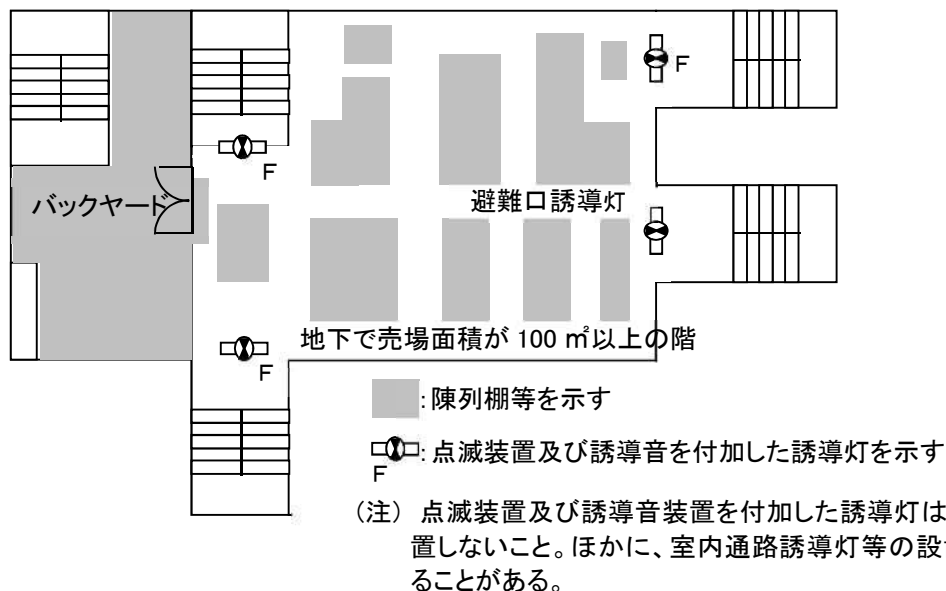 F
F
バックヤード
避難口誘導灯
地下で売場面積が 100 ㎡以上の階
F
:陳列棚等を示す
:点滅装置及び誘導音を付加した誘導灯を示す
F
(注) 点滅装置及び誘導音装置を付加した誘導灯は
置しないこと。ほかに、室内通路誘導灯等の設
ることがある。